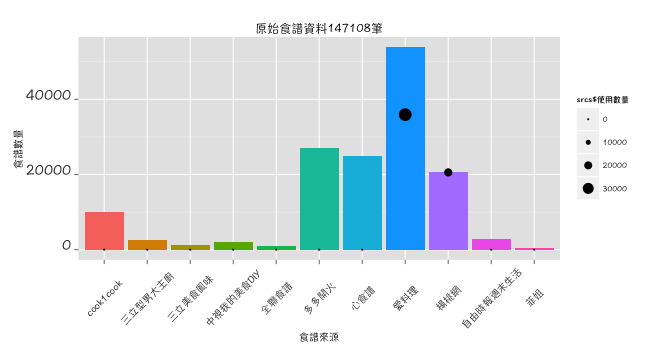 原始食譜資料147108筆
食譜數量
40000
20000
0
cook1cook
三立型男大主廚
三立美食風味
中視我的美食DIY
全聯食譜
多多開火
心食譜
愛料理
楊桃網
自由時報週末生活
菲姐
食譜來源
srcs$使用數量
0
10000
20000
30000